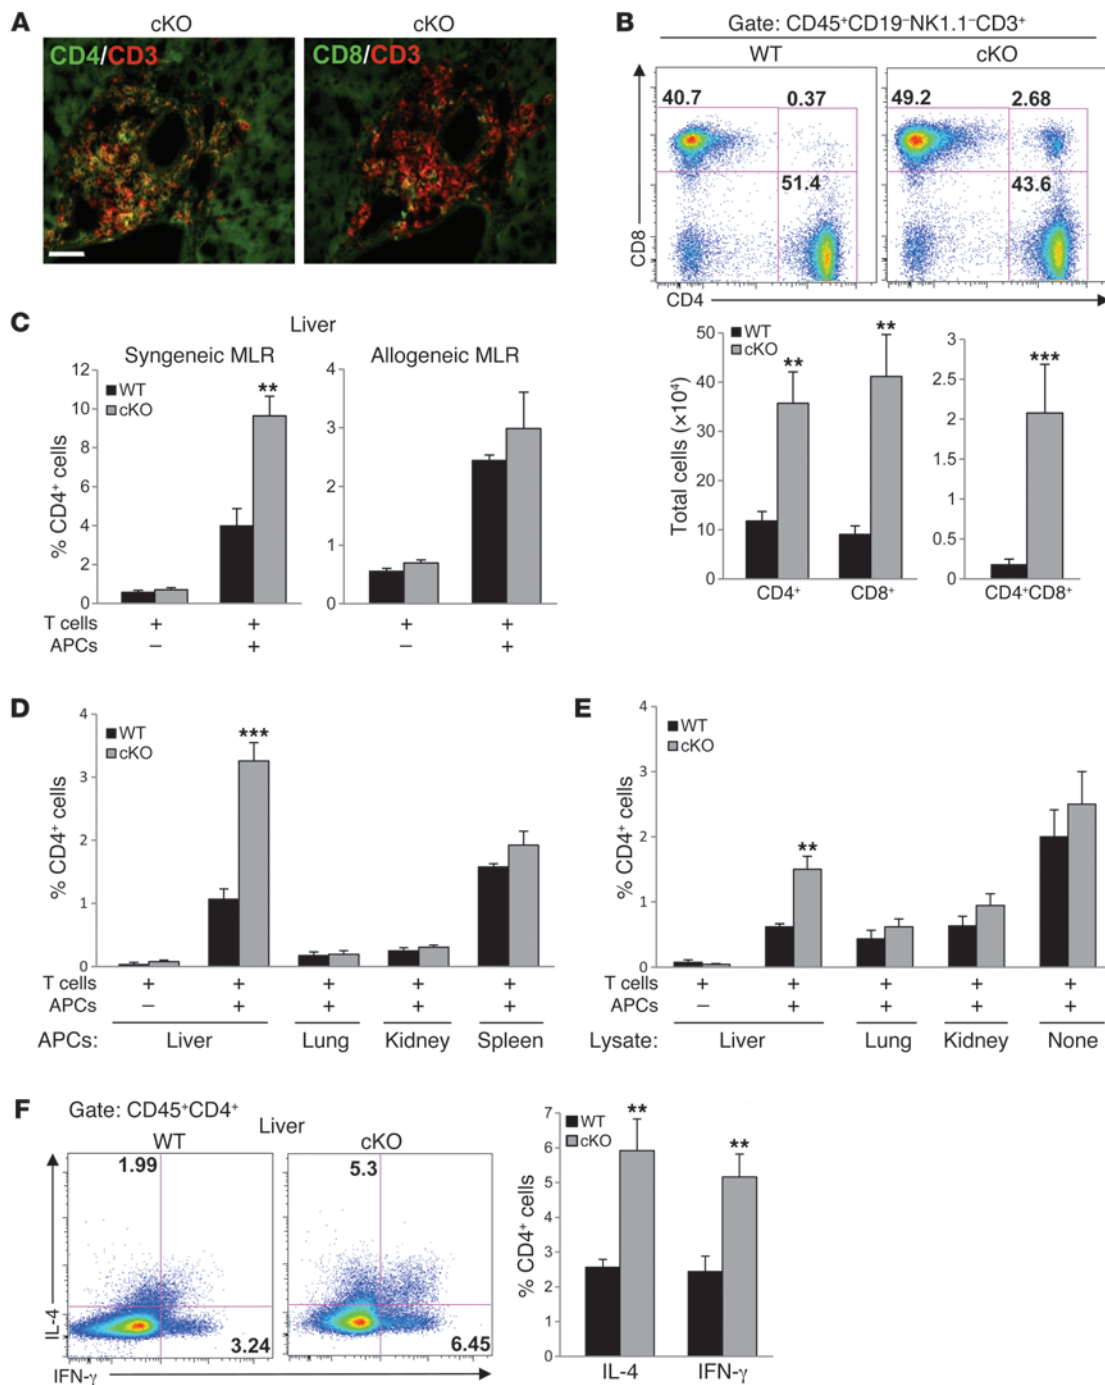 A
cKO
cKO
CD4/CD3
CD8/CD3
B
Gate: CD45⁺CD19⁻NK1.1⁻CD3⁺
WT
cKO
40.7
0.37
51.4
49.2
2.68
43.6
CD8
CD4
WT
cKO
Total cells (×10⁴)
50
40
30
20
10
0
**
**
CD4⁺
CD8⁺
3
2.5
2
1.5
1
0.5
0
***
CD4⁺CD8⁺
C
Liver
Syngeneic MLR
Allogeneic MLR
WT
cKO
% CD4⁺ cells
12
10
8
6
4
2
0
**
4
3
2
1
0
T cells + + + +
APCs – + – +
D
WT
cKO
% CD4⁺ cells
4
3
2
1
0
***
T cells + + + + +
APCs – + + + +
APCs: Liver Lung Kidney Spleen
E
WT
cKO
% CD4⁺ cells
4
3
2
1
0
**
T cells + + + + +
APCs – + + + +
Lysate: Liver Lung Kidney None
F
Gate: CD45⁺CD4⁺
Liver
WT
cKO
1.99
3.24
5.3
6.45
IL-4
IFN-γ
WT
cKO
% CD4⁺ cells
7
6
5
4
3
2
1
0
**
**
IL-4
IFN-γ